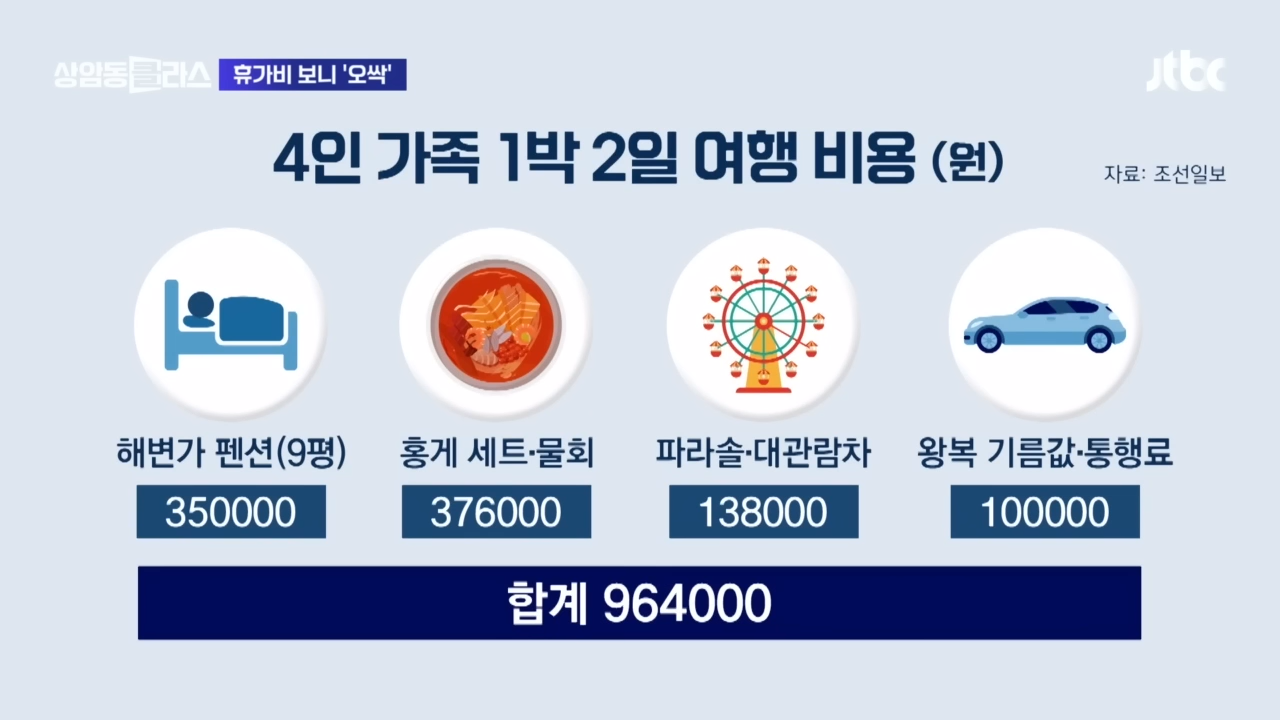 상암동클라스
휴가비 보니 '오싹'
jtbc
4인 가족 1박 2일 여행 비용 (원)
자료: 조선일보
해변가 펜션(9평)
홍게 세트·물회
파라솔·대관람차
왕복 기름값·통행료
350000
376000
138000
100000
합계 964000